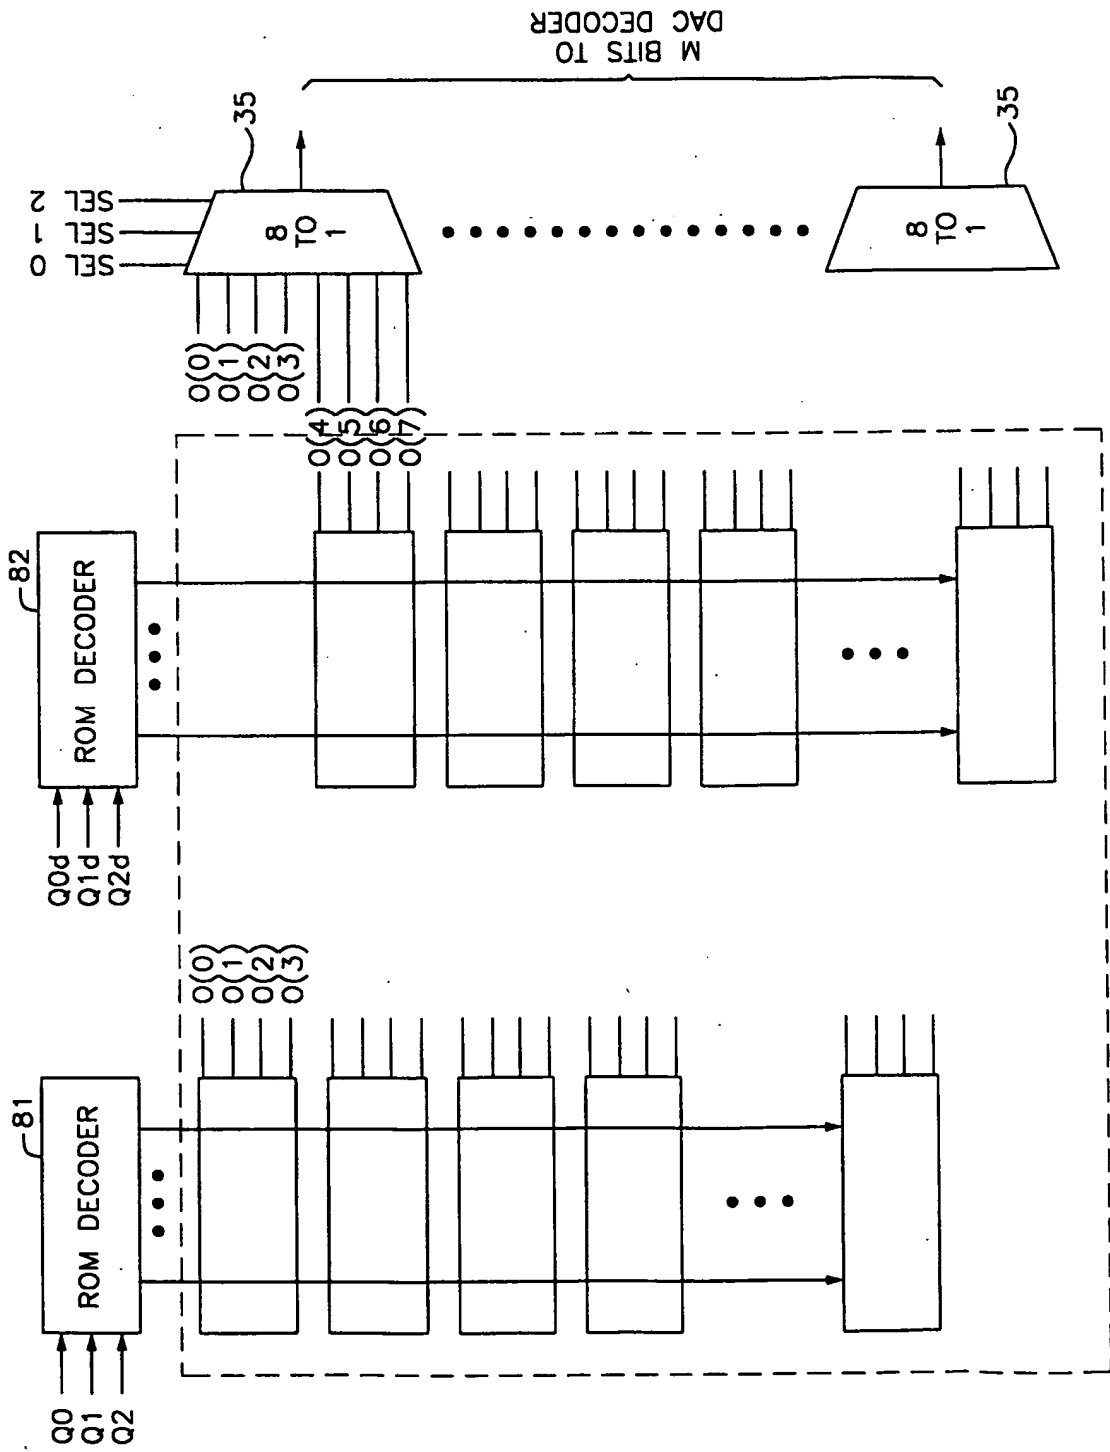 Q0
Q1
Q2
ROM DECODER
81
O(0)
O(1)
O(2)
O(3)
Q0d
Q1d
Q2d
ROM DECODER
82
O(4)
O(5)
O(6)
O(7)
O(0)
O(1)
O(2)
O(3)
SEL 0
SEL 1
SEL 2
8
TO
1
35
8
TO
1
35
M BITS TO
DAC DECODER